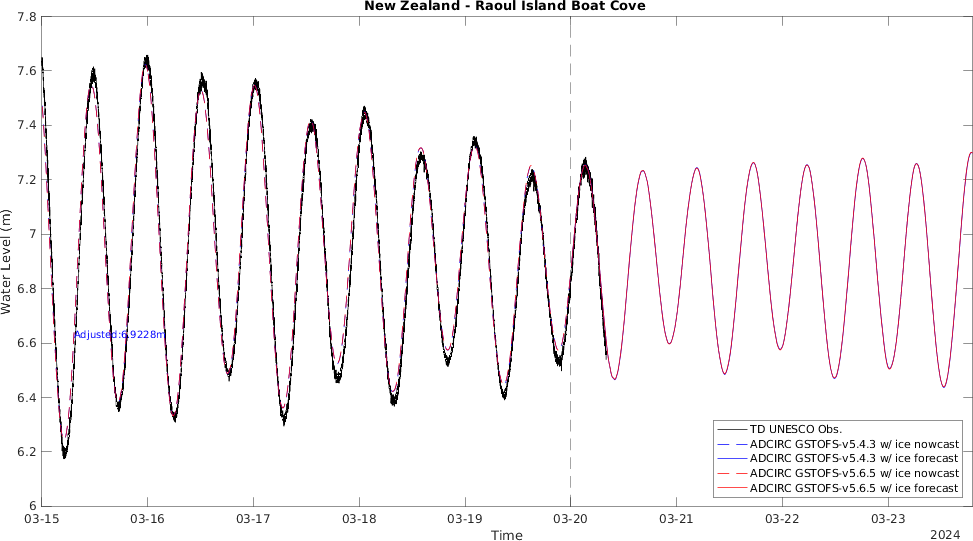 New Zealand - Raoul Island Boat Cove
Water Level (m)
7.8
7.6
7.4
7.2
7
6.8
6.6
6.4
6.2
6
Adjusted:6.9228m
TD UNESCO Obs.
ADCIRC GSTOFS-v5.4.3 w/ ice nowcast
ADCIRC GSTOFS-v5.4.3 w/ ice forecast
ADCIRC GSTOFS-v5.6.5 w/ ice nowcast
ADCIRC GSTOFS-v5.6.5 w/ ice forecast
03-15 03-16 03-17 03-18 03-19 03-20 03-21 03-22 03-23
Time
2024